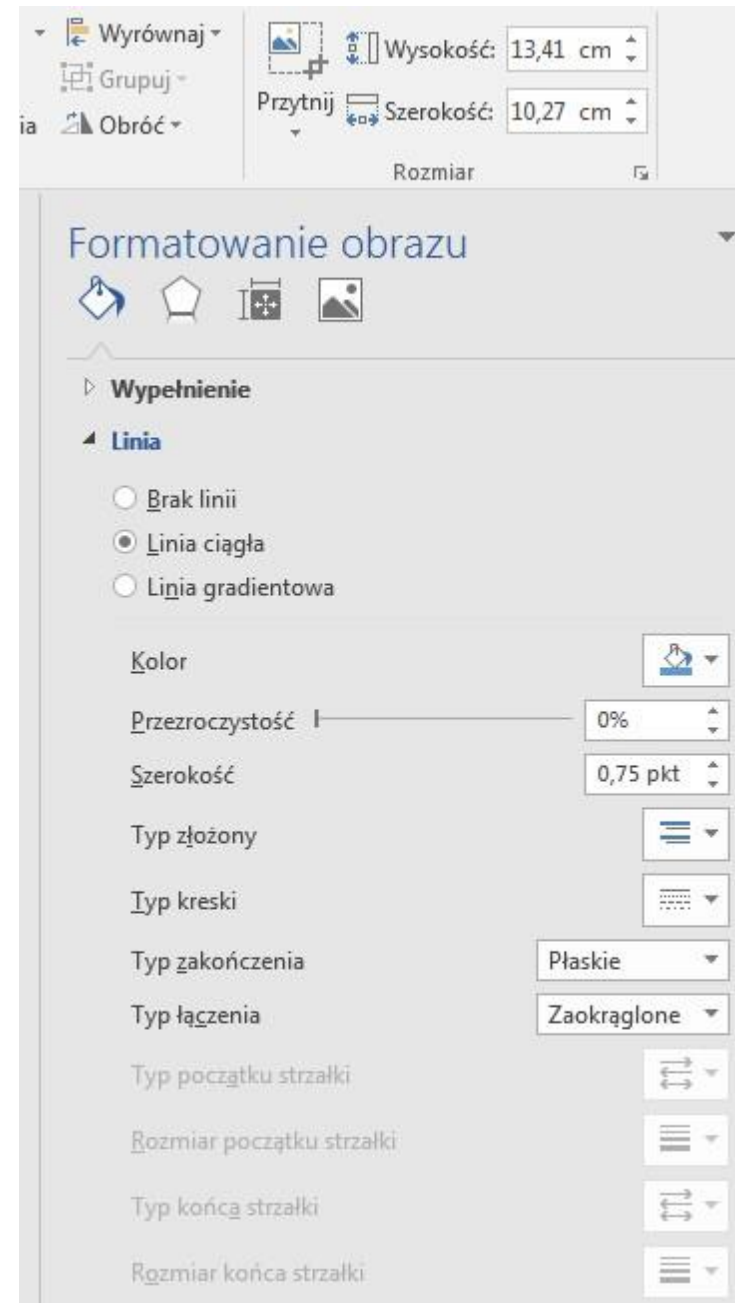 Wyrównaj
Grupuj
ia Obróć
Przytnij
Wysokość: 13,41 cm
Szerokość: 10,27 cm
Rozmiar
Formatowanie obrazu
Wypełnienie
Linia
Brak linii
Linia ciągła
Linia gradientowa
Kolor
Przezroczystość 0%
Szerokość 0,75 pkt
Typ złożony
Typ kreski
Typ zakończenia Płaskie
Typ łączenia Zaokrąglone
Typ początku strzałki
Rozmiar początku strzałki
Typ końca strzałki
Rozmiar końca strzałki